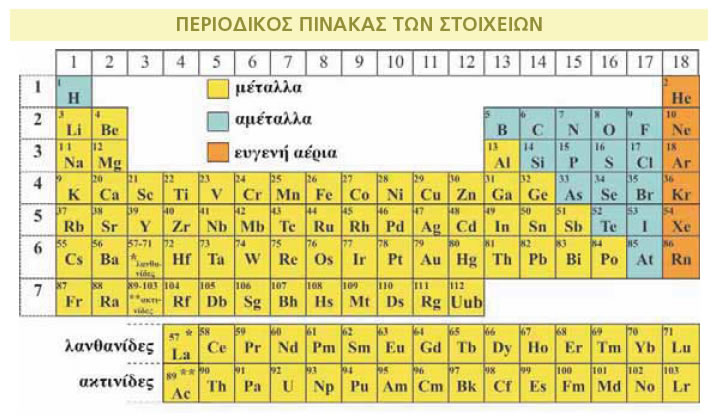 ΠΕΡΙΟΔΙΚΟΣ ΠΙΝΑΚΑΣ ΤΩΝ ΣΤΟΙΧΕΙΩΝ
1 2 3 4 5 6 7 8 9 10 11 12 13 14 15 16 17 18
μέταλλα
αμέταλλα
ευγενή αέρια
1
1 2
H He
2
3 4 5 6 7 8 9 10
Li Be B C N O F Ne
3
11 12 13 14 15 16 17 18
Na Mg Al Si P S Cl Ar
4
9 20 21 22 23 24 25 26 27 28 29 30 31 32 33 34 35 36
K Ca Sc Ti V Cr Mn Fe Co Ni Cu Zn Ga Ge As Se Br Kr
5
37 38 39 40 41 42 43 44 45 46 47 48 49 50 51 52 53 54
Rb Sr Y Zr Nb Mb Tc Ru Rh Pd Ag Cd In Sn Sb Te I Xe
6
55 56 57-71 72 73 74 75 76 77 78 79 80 81 82 83 84 85 86
Cs Ba * λανθανίδες Hf Ta W Re Os Ir Pt Au Hg Th Pb Bi Po At Rn
7
87 88 89-103 104 105 106 107 108 109 110 111 112
Fr Ra **ακτινίδες Rf Db Sg Bh Hs Mt Ds Rg Uub
λανθανίδες
57 * 58 59 60 61 62 63 64 65 66 67 68 69 70 71
La Ce Pr Nd Pm Sm Eu Gd Tb Dy Ho Er Tm Yb Lu
ακτινίδες
89 ** 90 91 92 93 94 95 96 97 98 99 100 101 102 103
Ac Th Pa U Np Pu Am Cm Bk Cf Es Fm Md No Lr